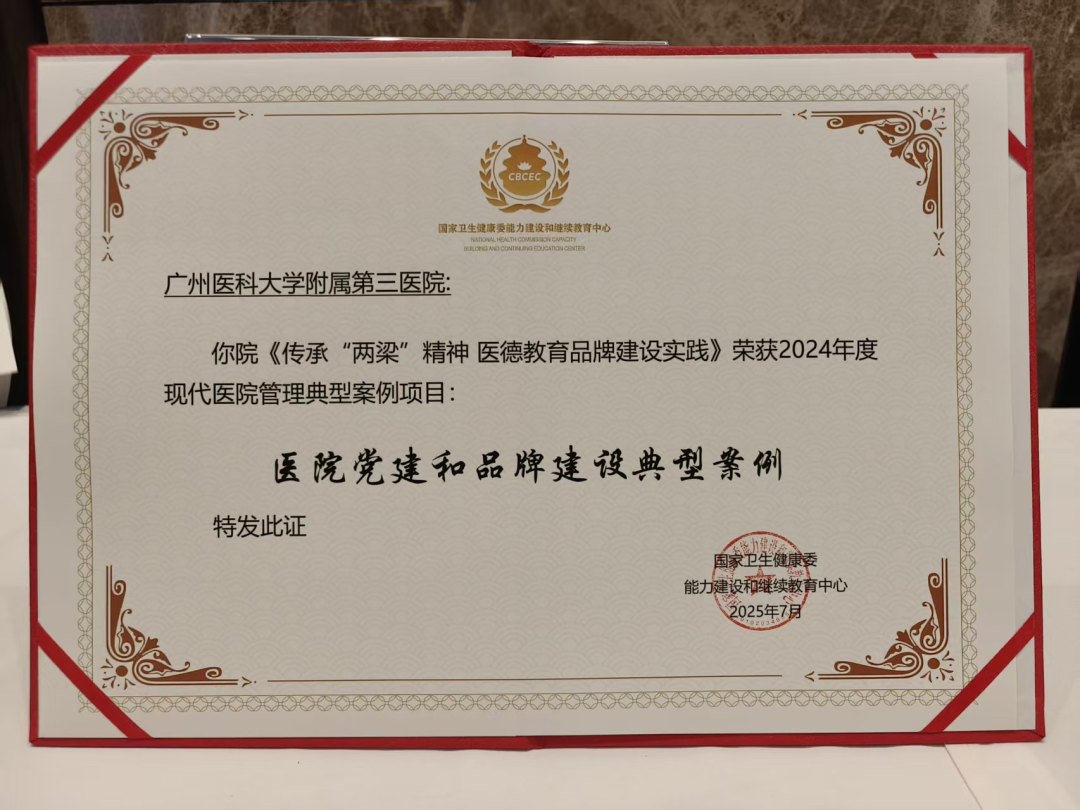 CBCEC
国家卫生健康委能力建设和继续教育中心
NATIONAL HEALTH COMMISSION CAPACITY
BUILDING AND CONTINUING EDUCATION CENTER
广州医科大学附属第三医院:
你院《传承“两梁”精神 医德教育品牌建设实践》荣获2024年度
现代医院管理典型案例项目：
医院党建和品牌建设典型案例
特发此证
国家卫生健康委
能力建设和继续教育中心
2025年7月